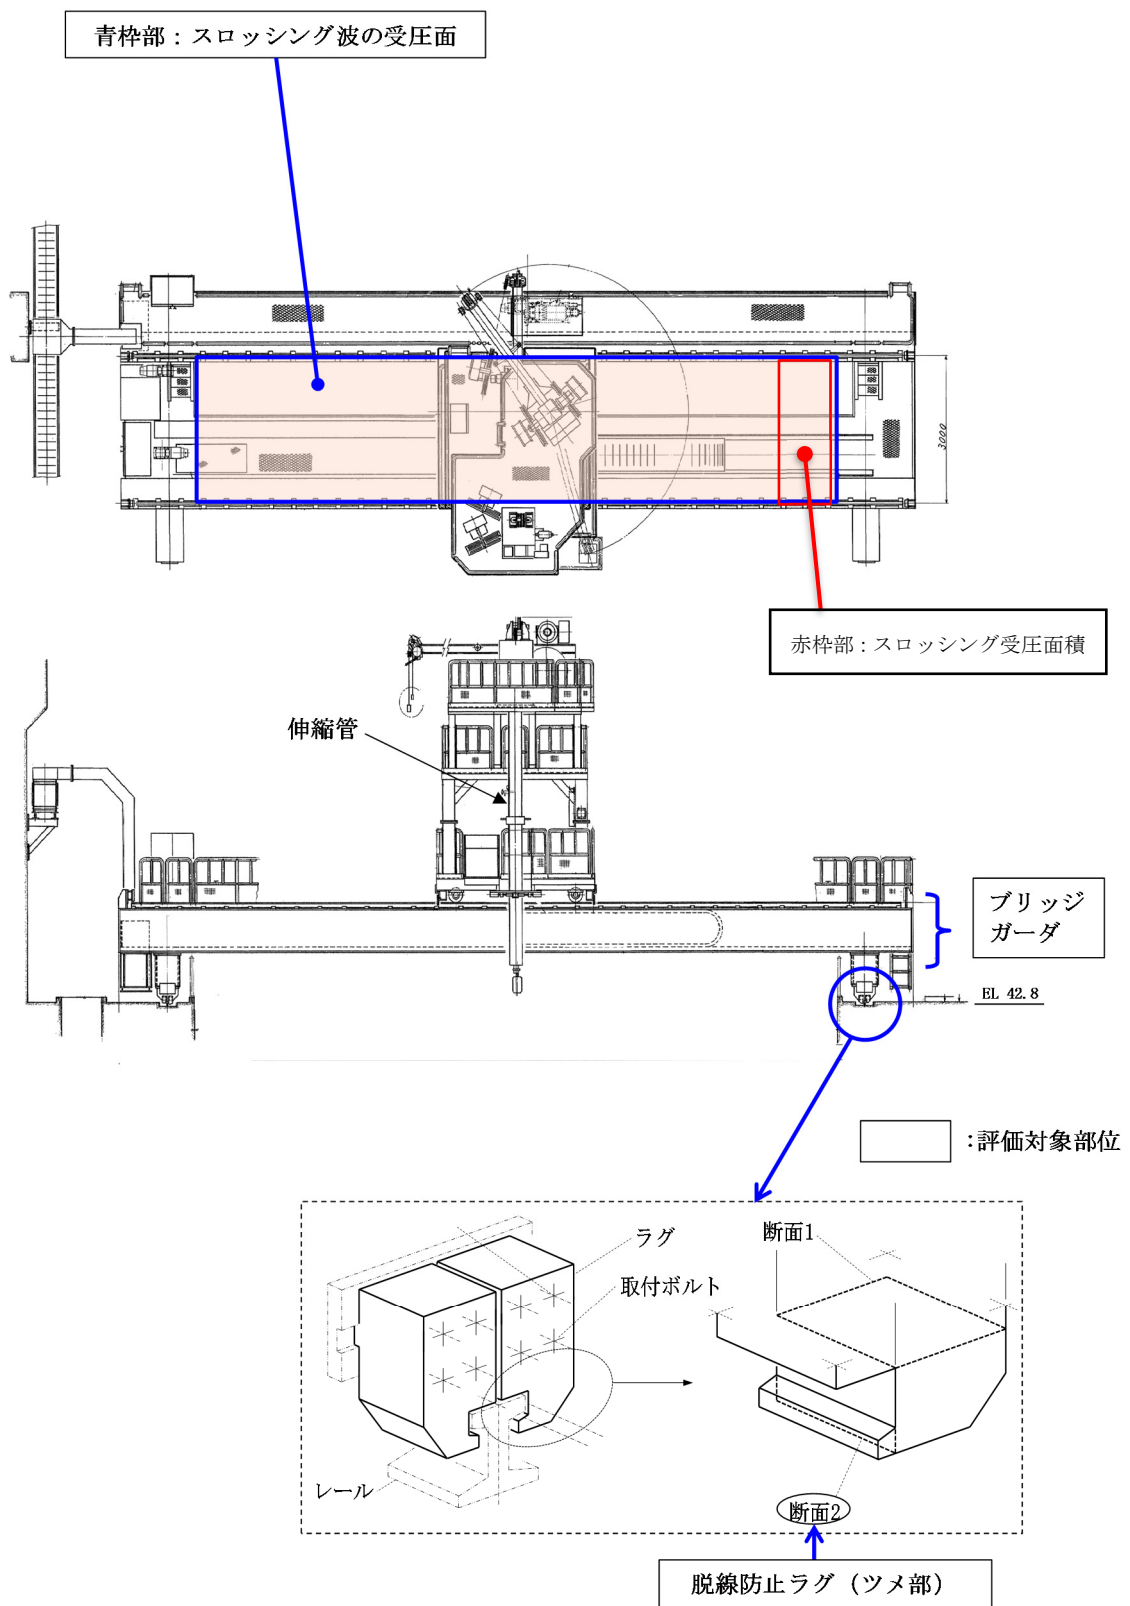 青枠部：スロッシング波の受圧面
3000
赤枠部：スロッシング受圧面積
伸縮管
ブリッジ
ガーダ
EL 42.8
：評価対象部位
ラグ
断面1
取付ボルト
レール
断面2
脱線防止ラグ（ツメ部）